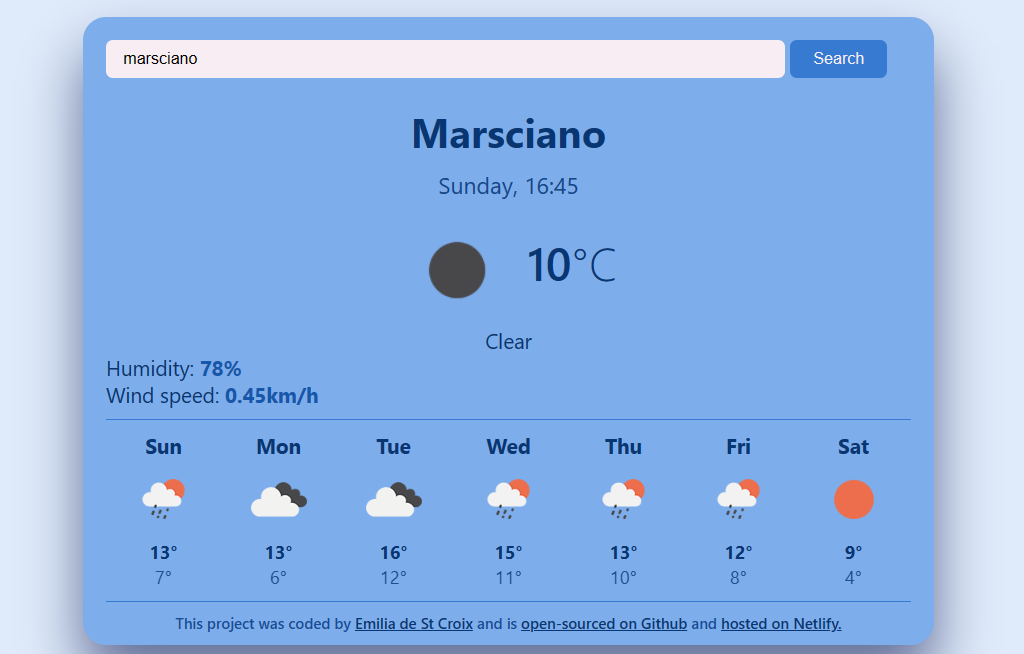 marsciano Search
Marsciano
Sunday, 16:45
10°C
Clear
Humidity: 78%
Wind speed: 0.45km/h
Sun Mon Tue Wed Thu Fri Sat
13° 13° 16° 15° 13° 12° 9°
7° 6° 12° 11° 10° 8° 4°
This project was coded by Emilia de St Croix and is open-sourced on Github and hosted on Netlify.